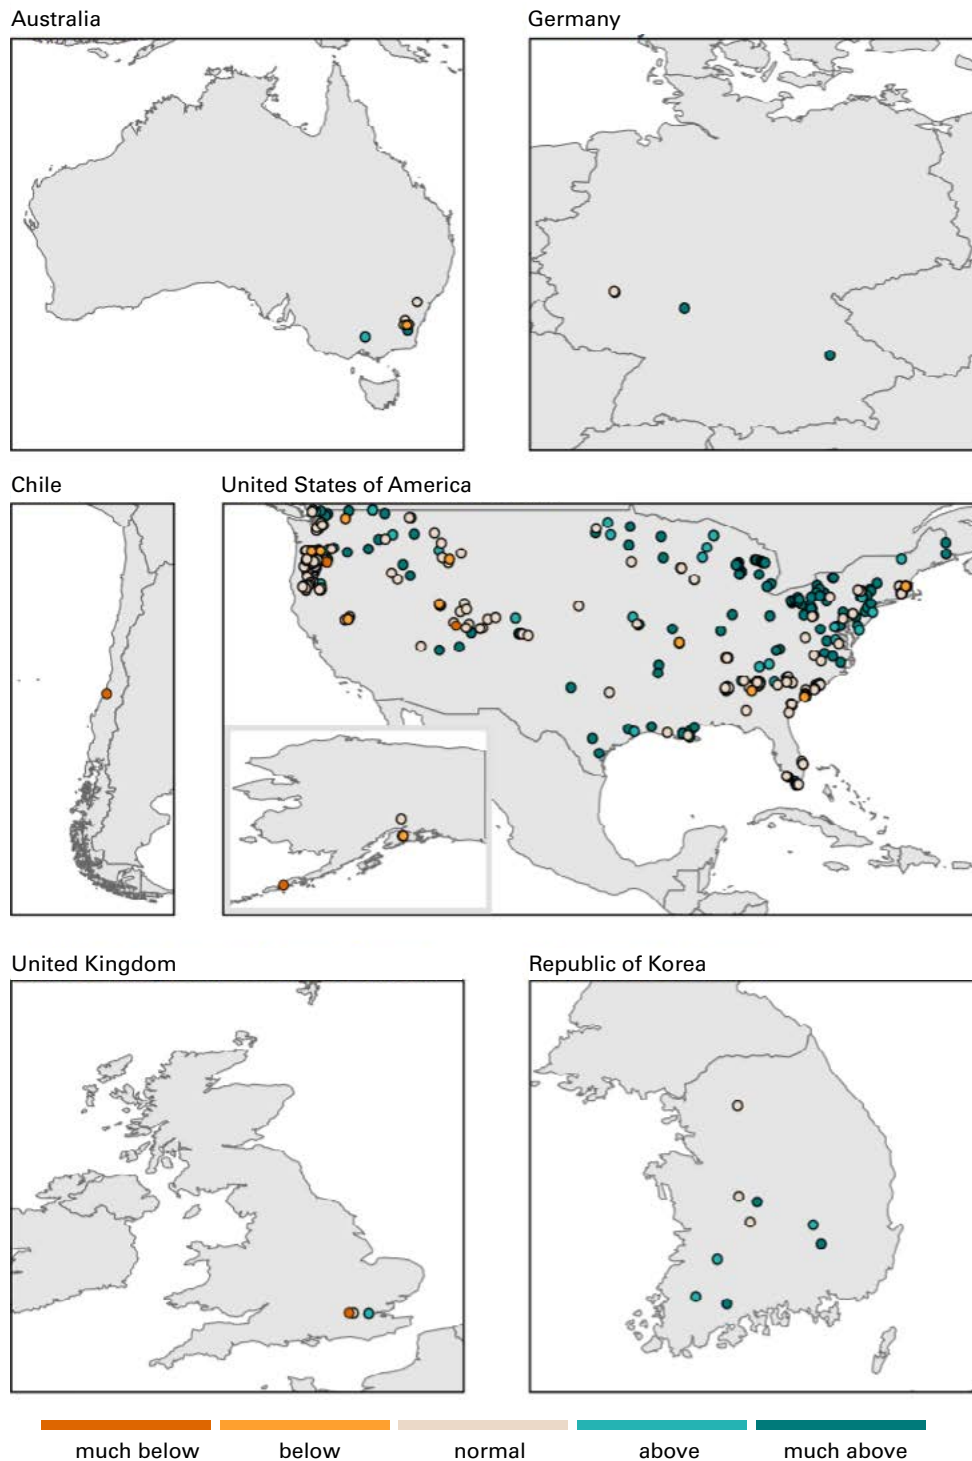 Australia
Germany
Chile
United States of America
United Kingdom
Republic of Korea
much below
below
normal
above
much above